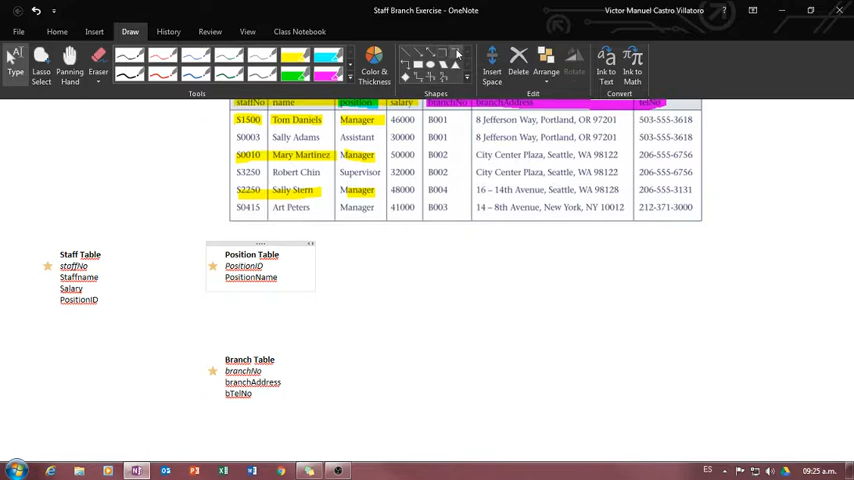 Staff Branch Exercise - OneNote
Victor Manuel Castro Villatoro
File Home Insert Draw History Review View Class Notebook
Type
Lasso Select
Panning Hand
Eraser
Color & Thickness
Insert Space
Delete
Arrange
Rotate
Ink to Text
Ink to Math
Tools Shapes Edit Convert
staffNo name position salary branchNo branchAddress telNo
S1500 Tom Daniels Manager 46000 B001 8 Jefferson Way, Portland, OR 97201 503-555-3618
S0003 Sally Adams Assistant 30000 B001 8 Jefferson Way, Portland, OR 97201 503-555-3618
S0010 Mary Martinez Manager 50000 B002 City Center Plaza, Seattle, WA 98122 206-555-6756
S3250 Robert Chin Supervisor 32000 B002 City Center Plaza, Seattle, WA 98122 206-555-6756
S2250 Sally Stern Manager 48000 B004 16 – 14th Avenue, Seattle, WA 98128 206-555-3131
S0415 Art Peters Manager 41000 B003 14 – 8th Avenue, New York, NY 10012 212-371-3000
Staff Table
staffNo
Staffname
Salary
PositionID
Position Table
PositionID
PositionName
Branch Table
branchNo
branchAddress
bTelNo
ES 09:25 a.m.